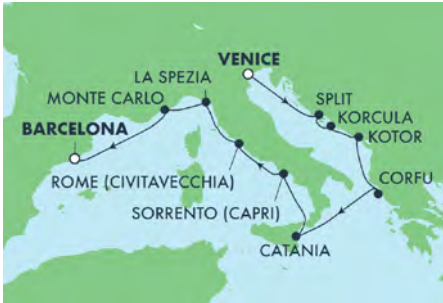 VENICE
LA SPEZIA
SPLIT
MONTE CARLO
KORCULA
KOTOR
BARCELONA
ROME (CIVITAVECCHIA)
CORFU
SORRENTO (CAPRI)
CATANIA